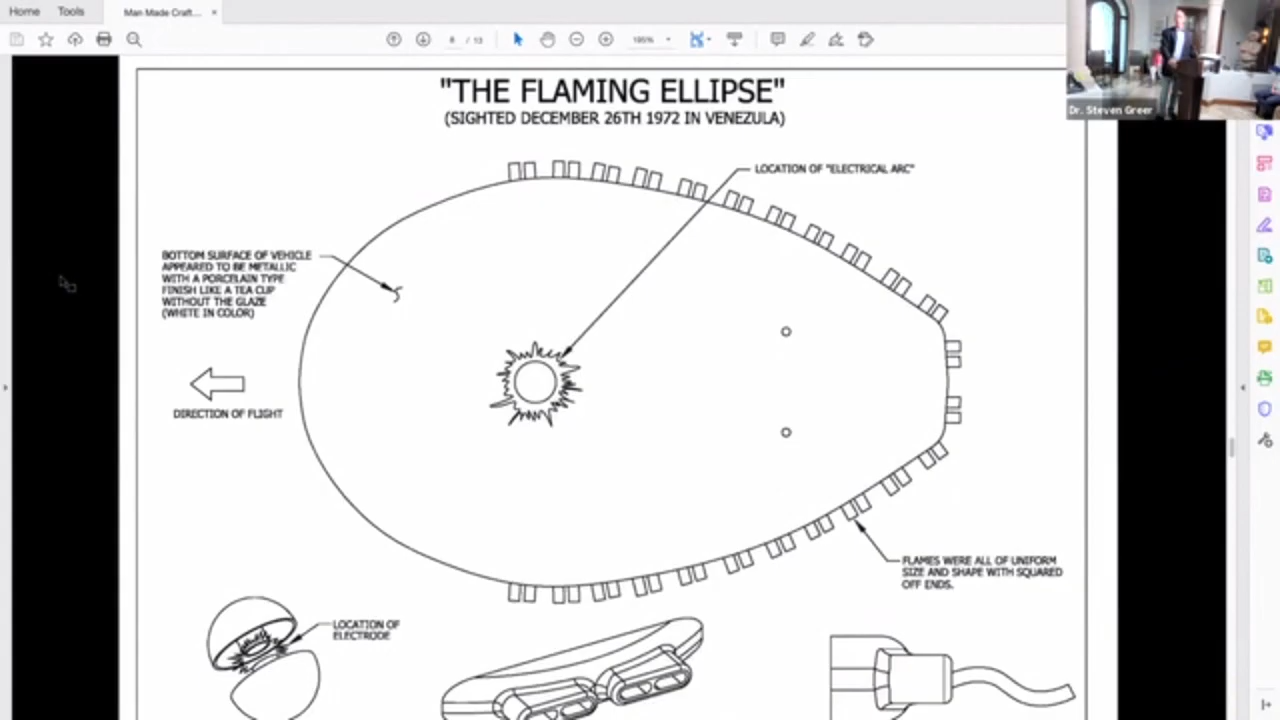 Home
Tools
Man Made Craft...
×
6 / 13
195%
Dr. Steven Greer
"THE FLAMING ELLIPSE"
(SIGHTED DECEMBER 26TH 1972 IN VENEZULA)
LOCATION OF "ELECTRICAL ARC"
BOTTOM SURFACE OF VEHICLE
APPEARED TO BE METALLIC
WITH A PORCELAIN TYPE
FINISH LIKE A TEA CUP
WITHOUT THE GLAZE
(WHITE IN COLOR)
DIRECTION OF FLIGHT
FLAMES WERE ALL OF UNIFORM
SIZE AND SHAPE WITH SQUARED
OFF ENDS.
LOCATION OF
ELECTRODE